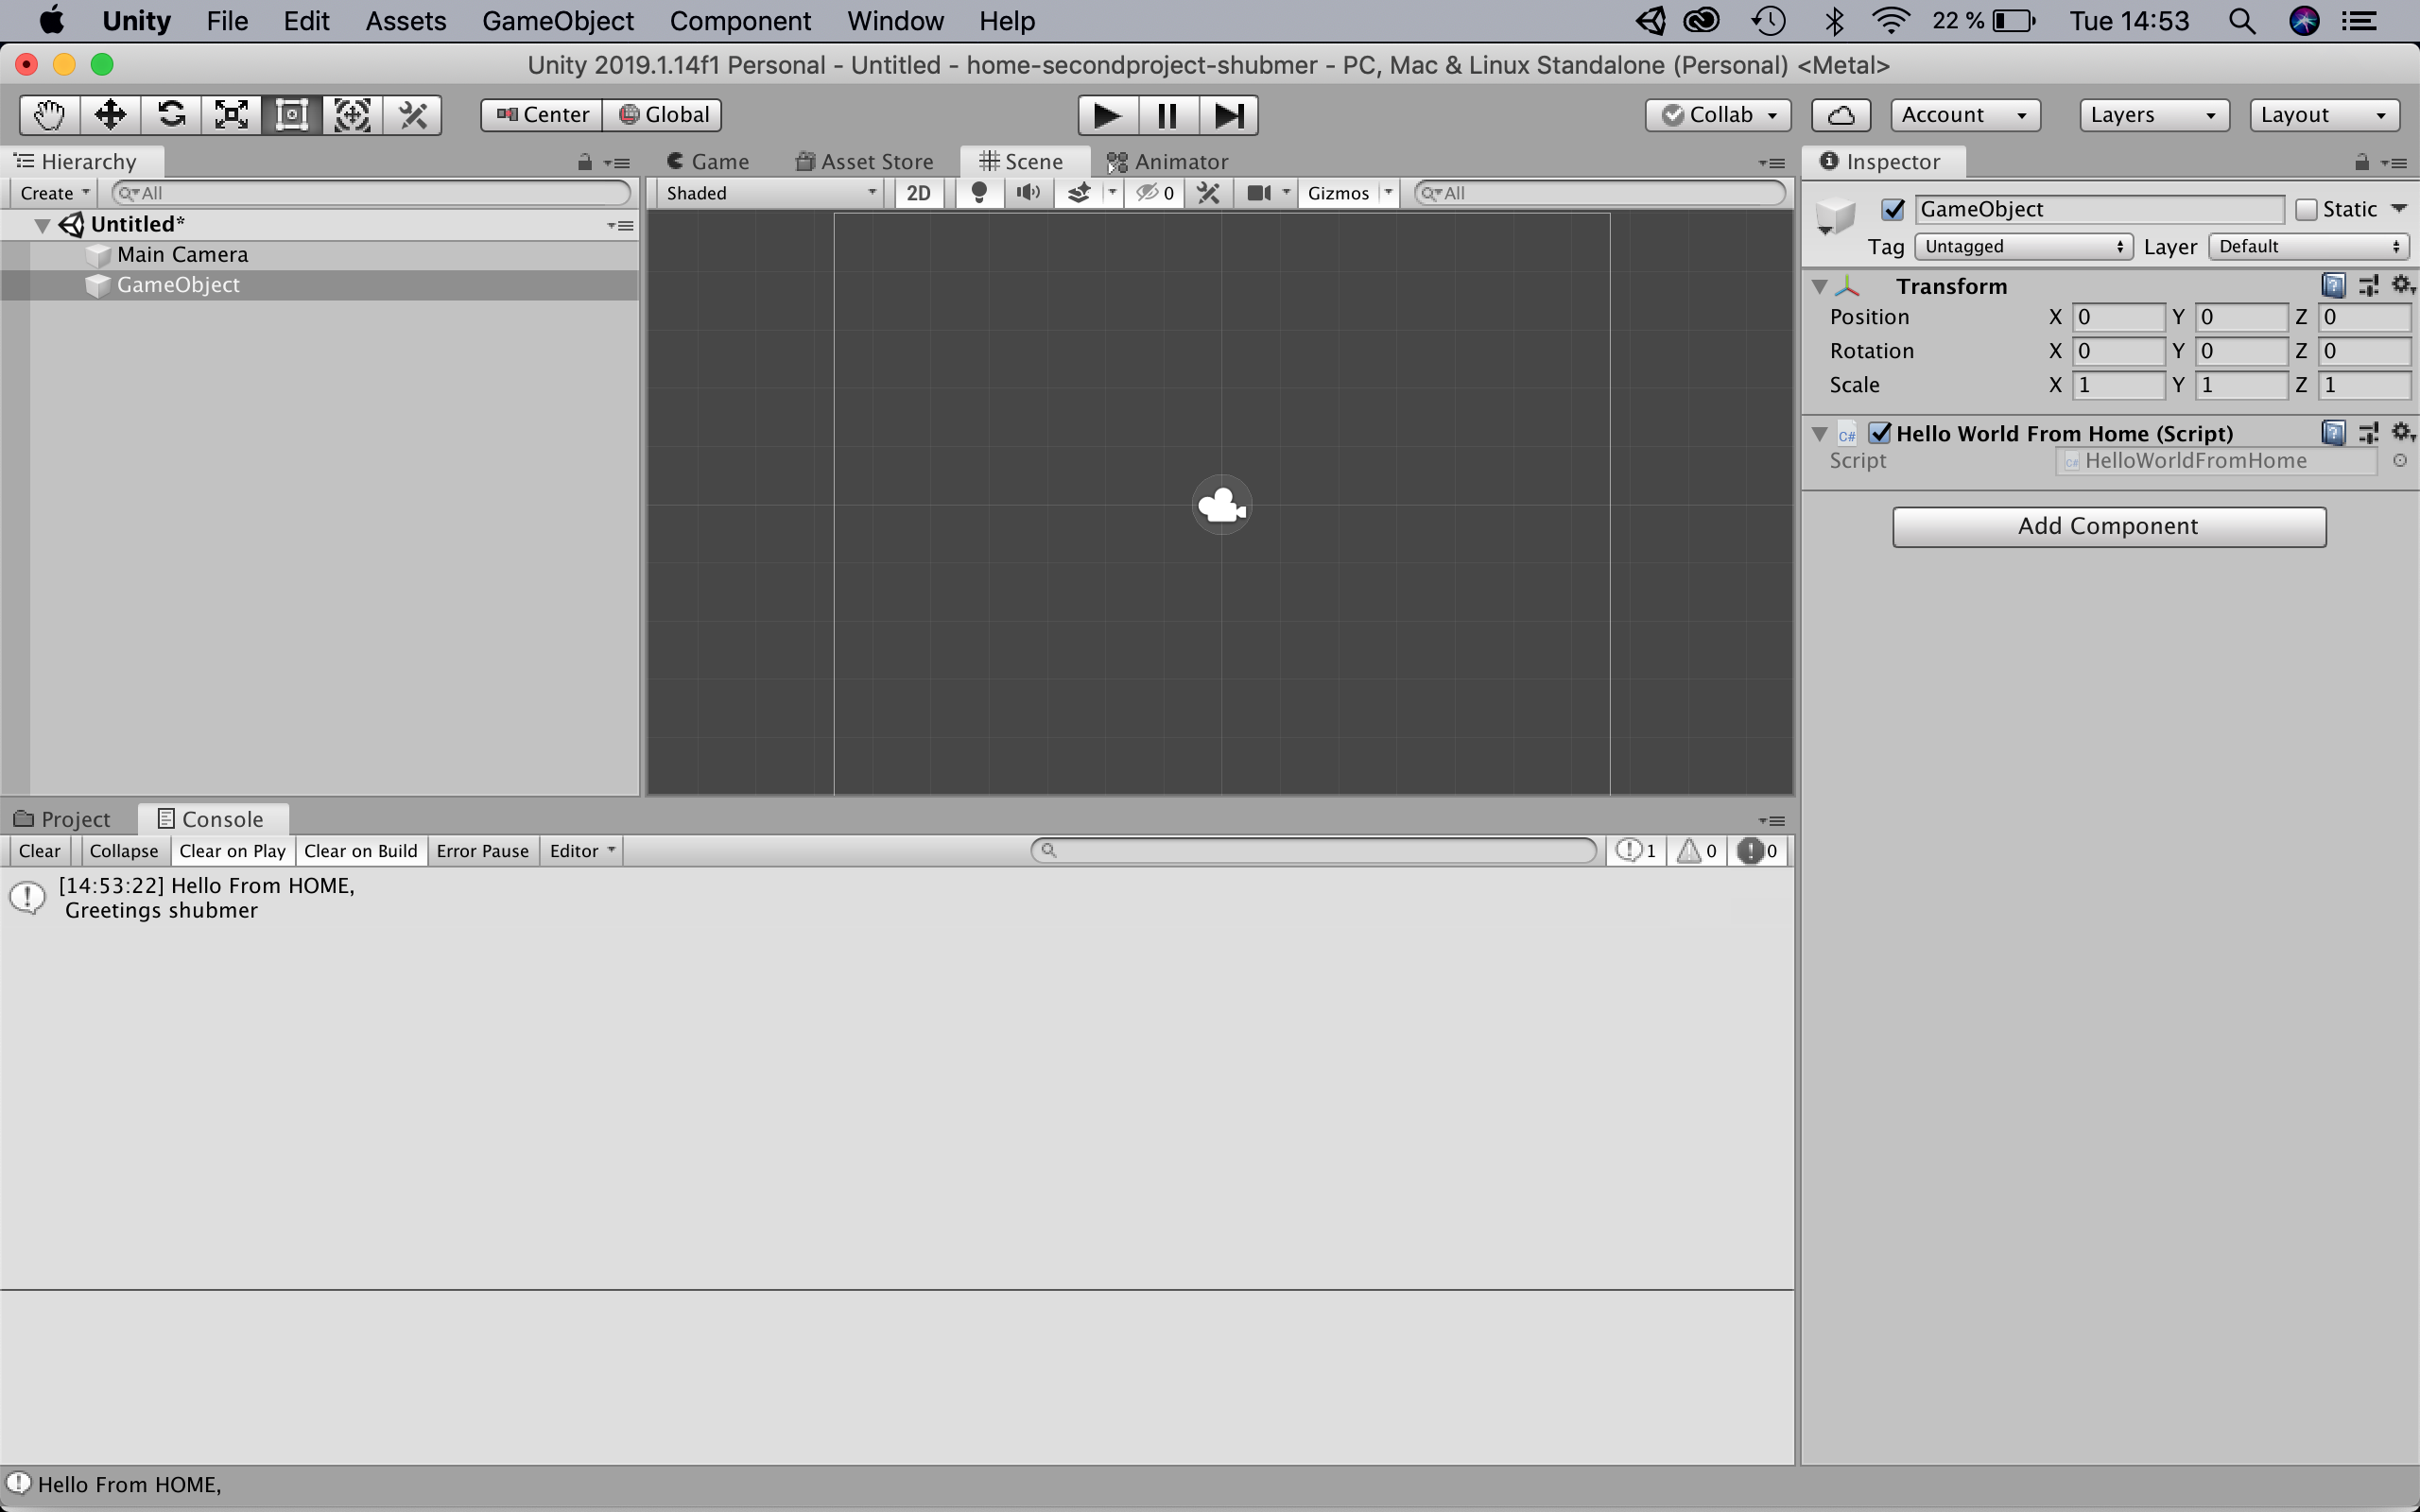 Unity File Edit Assets GameObject Component Window Help 22 % Tue 14:53
Unity 2019.1.14f1 Personal - Untitled - home-secondproject-shubmer - PC, Mac & Linux Standalone (Personal) <Metal>
Center Global Collab Account Layers Layout
Hierarchy
Create All
Untitled*
Main Camera
GameObject
Game Asset Store Scene Animator
Shaded 2D 0 Gizmos All
Inspector
GameObject Static
Tag Untagged Layer Default
Transform
Position X 0 Y 0 Z 0
Rotation X 0 Y 0 Z 0
Scale X 1 Y 1 Z 1
C# Hello World From Home (Script)
Script C# HelloWorldFromHome
Add Component
Project Console
Clear Collapse Clear on Play Clear on Build Error Pause Editor 1 0 0
[14:53:22] Hello From HOME,
Greetings shubmer
Hello From HOME,